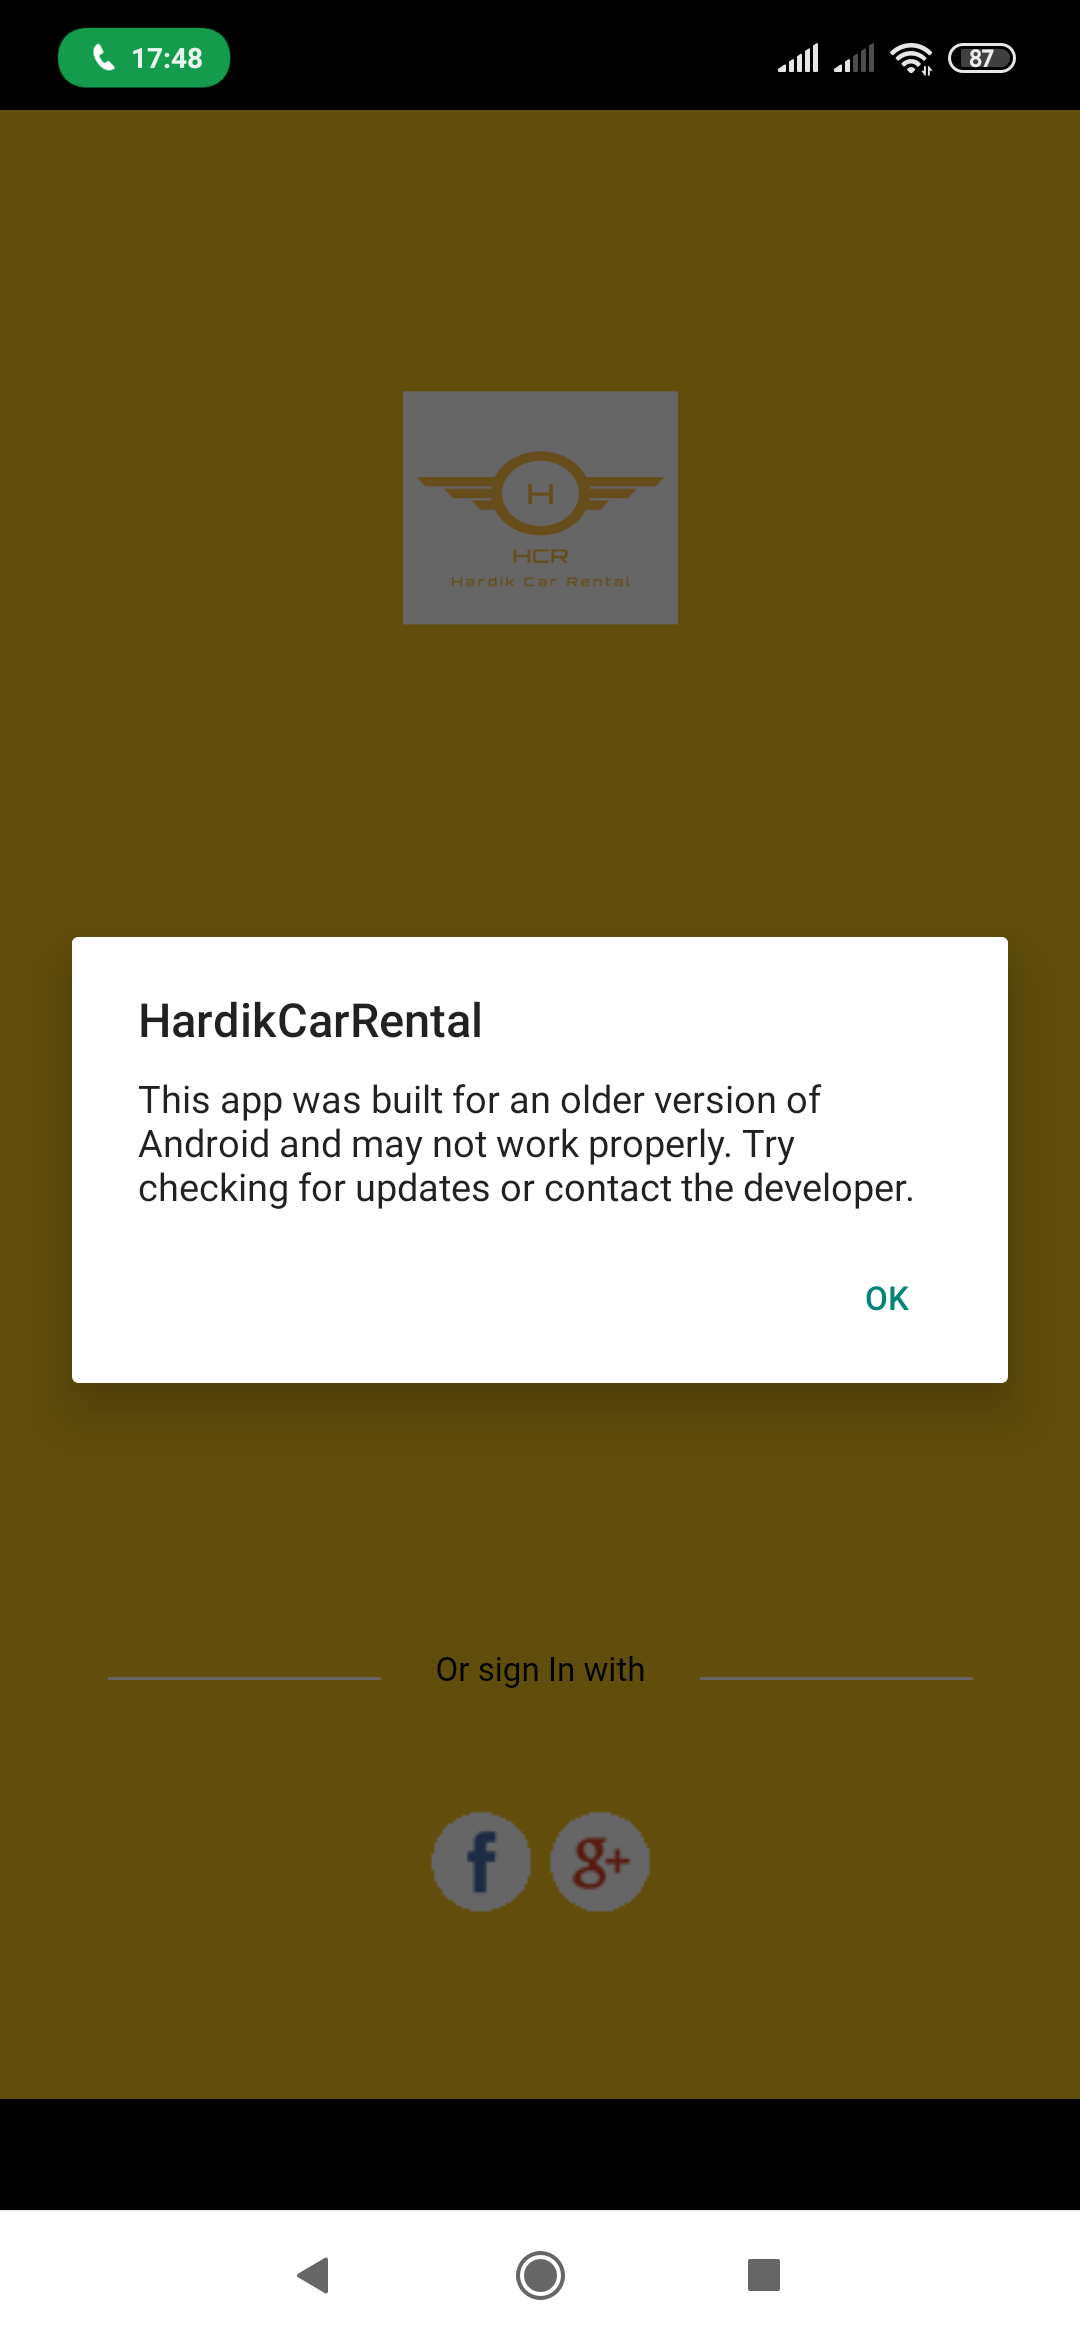 17:48
87
H
HCR
Hardik Car Rental
HardikCarRental
This app was built for an older version of
Android and may not work properly. Try
checking for updates or contact the developer.
OK
Or sign In with
f g+